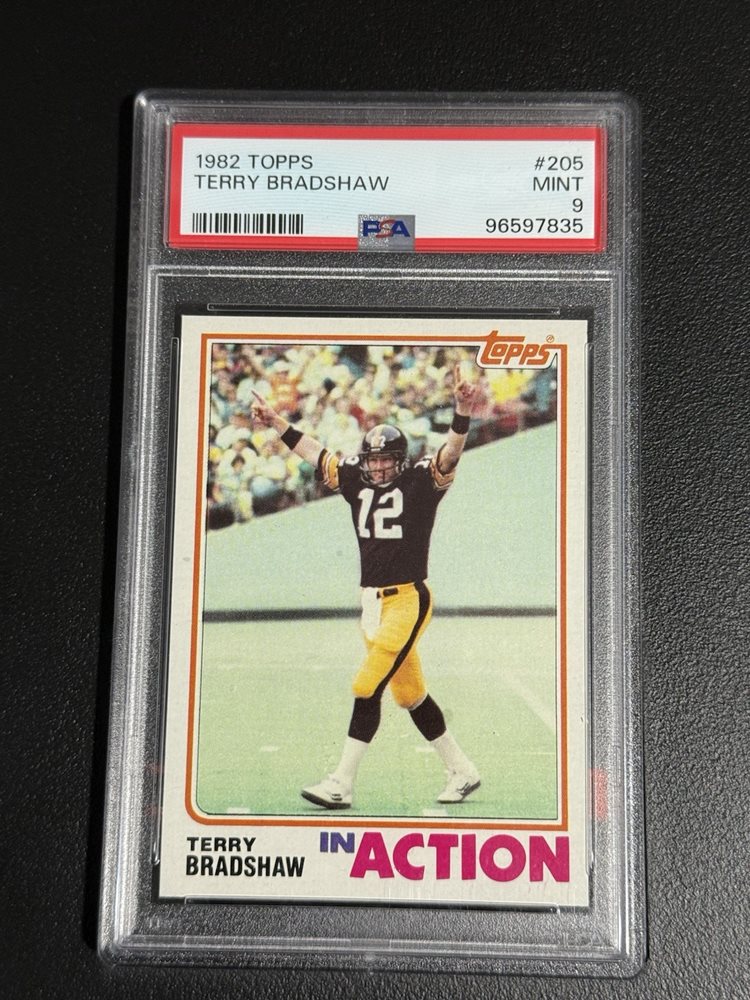 1982 TOPPS #205
TERRY BRADSHAW MINT
9
PSA 96597835
topps®
12
TERRY
BRADSHAW
IN ACTION